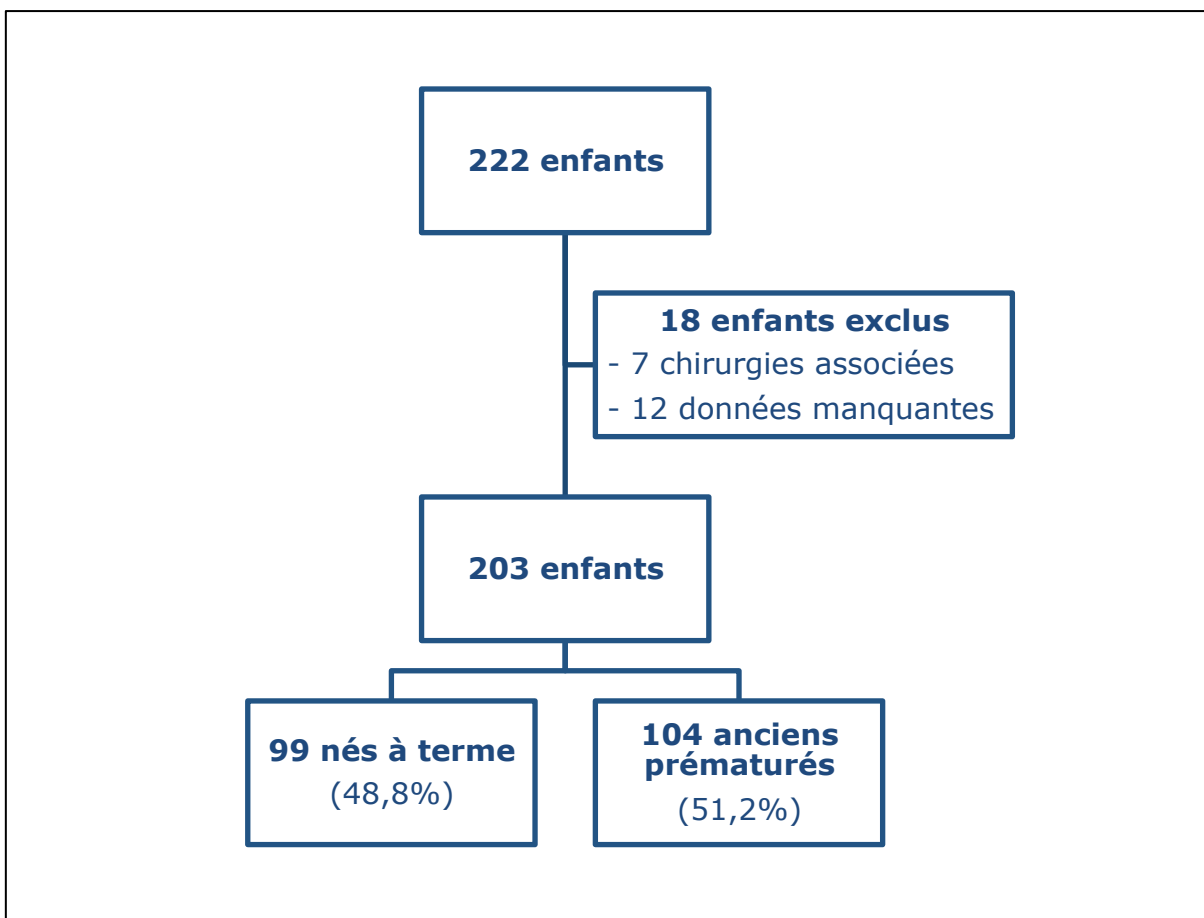 222 enfants
18 enfants exclus
- 7 chirurgies associées
- 12 données manquantes
203 enfants
99 nés à terme
(48,8%)
104 anciens
prématurés
(51,2%)